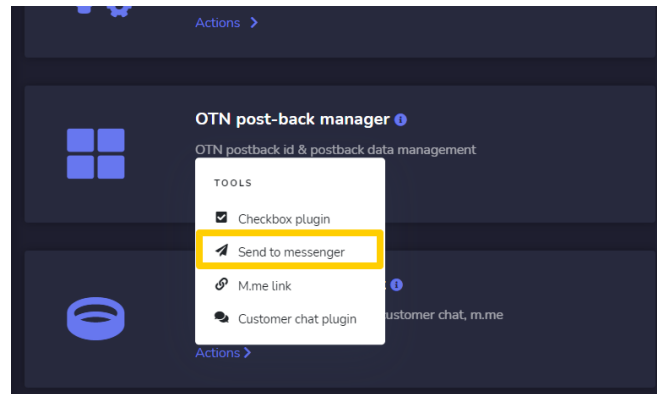 Actions >
OTN post-back manager
OTN postback id & postback data management
TOOLS
Checkbox plugin
Send to messenger
M.me link
Customer chat plugin
customer chat, m.me
Actions >